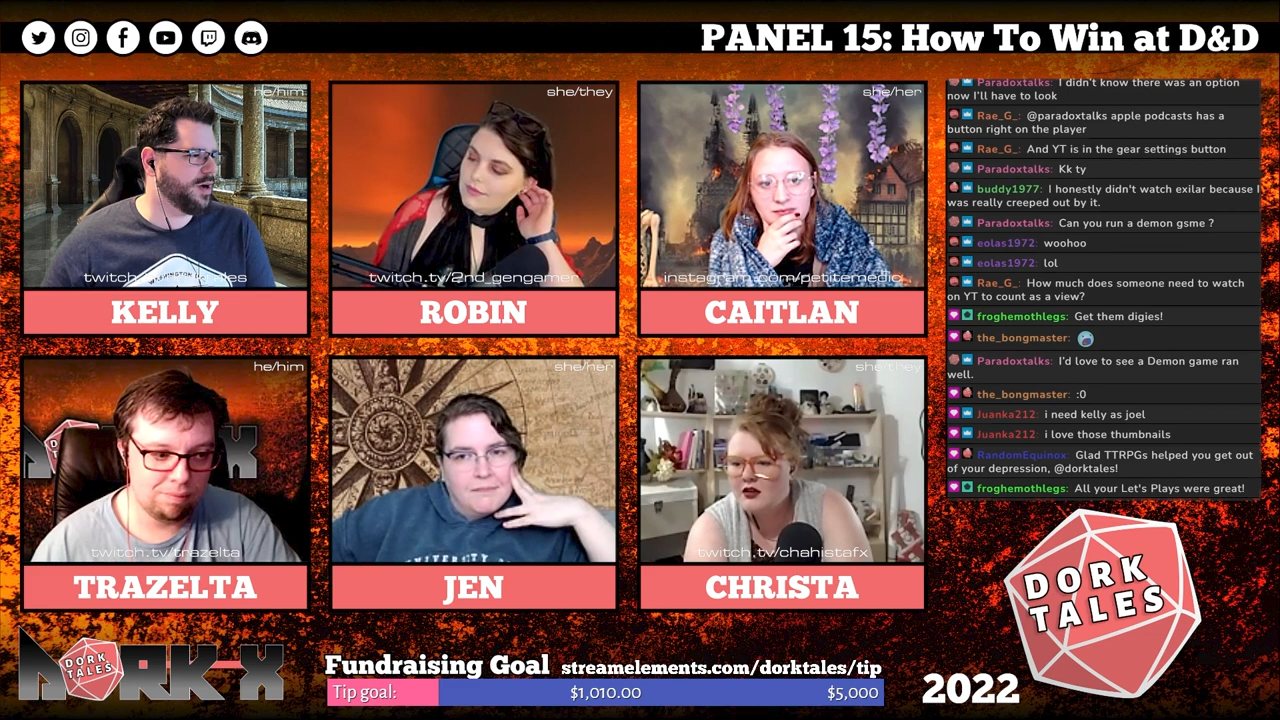 PANEL 15: How To Win at D&D
he/him
she/they
she/her
twitch
twitch.tv/2nd_gengamer
instagram.com/petitemedic
KELLY
ROBIN
CAITLAN
he/him
she/her
she/they
twitch.tv/trazelta
twitch.tv/chahistafx
TRAZELTA
JEN
CHRISTA
Paradoxtalks: I didn't know there was an option
now I'll have to look
Rae_G_: @paradoxtalks apple podcasts has a
button right on the player
Rae_G_: And YT is in the gear settings button
Paradoxtalks: Kk ty
buddy1977: I honestly didn't watch exilar because I
was really creeped out by it.
Paradoxtalks: Can you run a demon gsme ?
eolas1972: woohoo
eolas1972: lol
Rae_G_: How much does someone need to watch
on YT to count as a view?
froghemothlegs: Get them digies!
the_bongmaster:
Paradoxtalks: I'd love to see a Demon game ran
well.
the_bongmaster: :0
Juanka212: i need kelly as joel
Juanka212: i love those thumbnails
RandomEquinox: Glad TTRPGs helped you get out
of your depression, @dorktales!
froghemothlegs: All your Let's Plays were great!
DORK
TALES
DORK-X
DORK
TALES
Fundraising Goal streamelements.com/dorktales/tip
Tip goal: $1,010.00 $5,000
2022